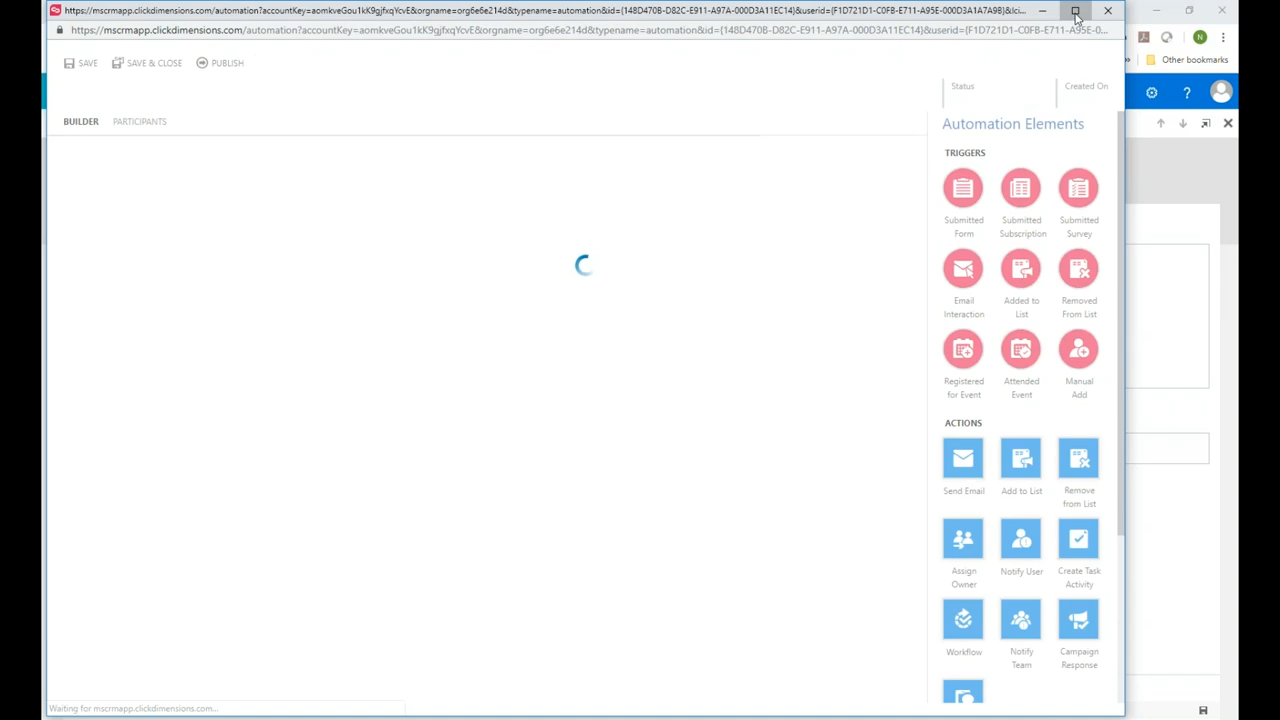 https://mscrmapp.clickdimensions.com/automation?accountKey=aomkveGou1kK9gjfxqYcvE&orgname=org6e6e214d&typename=automation&id={148D470B-D82C-E911-A97A-000D3A11EC14}&userid={F1D721D1-C0FB-E711-A95E-000D3A1A7A9B}&lci...
https://mscrmapp.clickdimensions.com/automation?accountKey=aomkveGou1kK9gjfxqYcvE&orgname=org6e6e214d&typename=automation&id={148D470B-D82C-E911-A97A-000D3A11EC14}&userid={F1D721D1-C0FB-E711-A95E-0...
N
» Other bookmarks
SAVE SAVE & CLOSE PUBLISH
Status Created On
?
BUILDER PARTICIPANTS
Automation Elements
TRIGGERS
Submitted Form
Submitted Subscription
Submitted Survey
Email Interaction
Added to List
Removed From List
Registered for Event
Attended Event
Manual Add
ACTIONS
Send Email
Add to List
Remove from List
Assign Owner
Notify User
Create Task Activity
Workflow
Notify Team
Campaign Response
Waiting for mscrmapp.clickdimensions.com...